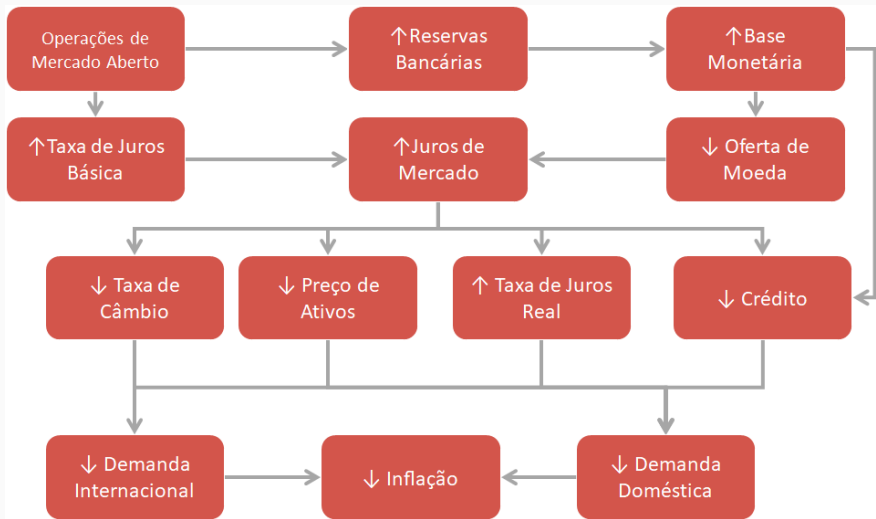 Operações de
Mercado Aberto
↑Reservas
Bancárias
↑Base
Monetária
↑Taxa de Juros
Básica
↑Juros de
Mercado
↓ Oferta de
Moeda
↓ Taxa de
Câmbio
↓ Preço de
Ativos
↑ Taxa de Juros
Real
↓ Crédito
↓ Demanda
Internacional
↓ Inflação
↓ Demanda
Doméstica